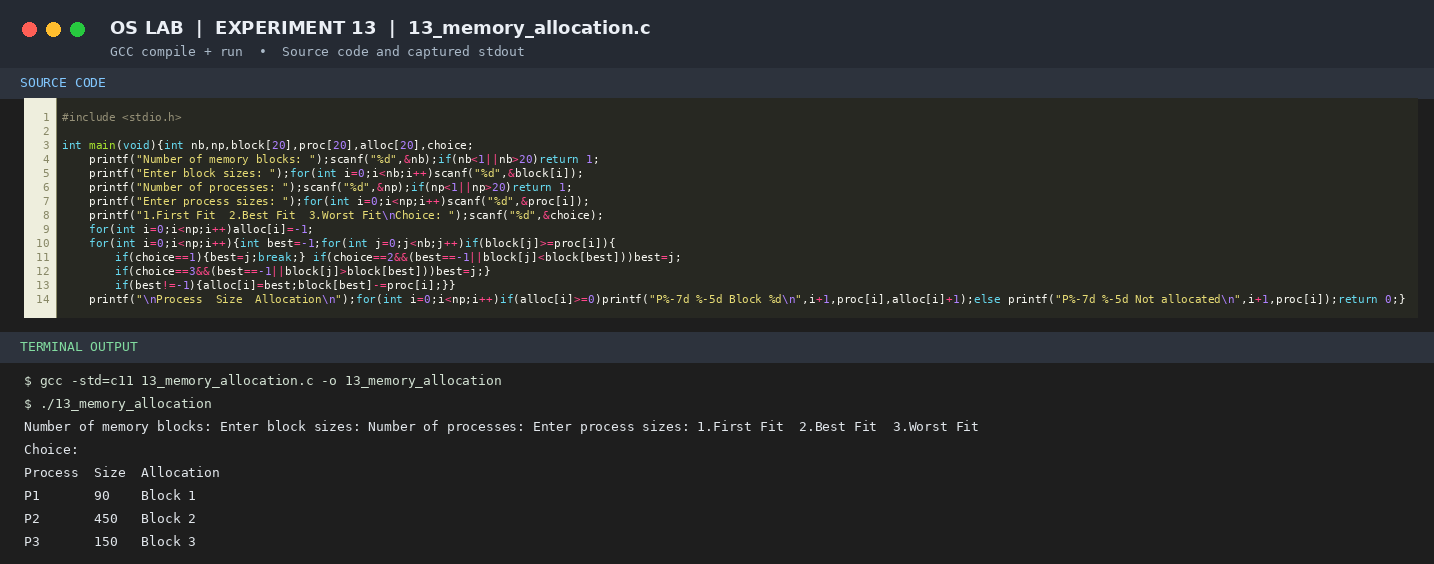 OS LAB | EXPERIMENT 13 | 13_memory_allocation.c
GCC compile + run • Source code and captured stdout
SOURCE CODE
1 #include <stdio.h>
2
3 int main(void){int nb,np,block[20],proc[20],alloc[20],choice;
4     printf("Number of memory blocks: ");scanf("%d",&nb);if(nb<1||nb>20)return 1;
5     printf("Enter block sizes: ");for(int i=0;i<nb;i++)scanf("%d",&block[i]);
6     printf("Number of processes: ");scanf("%d",&np);if(np<1||np>20)return 1;
7     printf("Enter process sizes: ");for(int i=0;i<np;i++)scanf("%d",&proc[i]);
8     printf("1.First Fit  2.Best Fit  3.Worst Fit\nChoice: ");scanf("%d",&choice);
9     for(int i=0;i<np;i++)alloc[i]=-1;
10     for(int i=0;i<np;i++){int best=-1;for(int j=0;j<nb;j++)if(block[j]>=proc[i]){
11         if(choice==1){best=j;break;} if(choice==2&&(best==-1||block[j]<block[best]))best=j;
12         if(choice==3&&(best==-1||block[j]>block[best]))best=j;}
13         if(best!=-1){alloc[i]=best;block[best]-=proc[i];}}
14     printf("\nProcess  Size  Allocation\n");for(int i=0;i<np;i++)if(alloc[i]>=0)printf("P%-7d %-5d Block %d\n",i+1,proc[i],alloc[i]+1);else printf("P%-7d %-5d Not allocated\n",i+1,proc[i]);return 0;}
TERMINAL OUTPUT
$ gcc -std=c11 13_memory_allocation.c -o 13_memory_allocation
$ ./13_memory_allocation
Number of memory blocks: Enter block sizes: Number of processes: Enter process sizes: 1.First Fit  2.Best Fit  3.Worst Fit
Choice:
Process  Size  Allocation
P1       90    Block 1
P2       450   Block 2
P3       150   Block 3